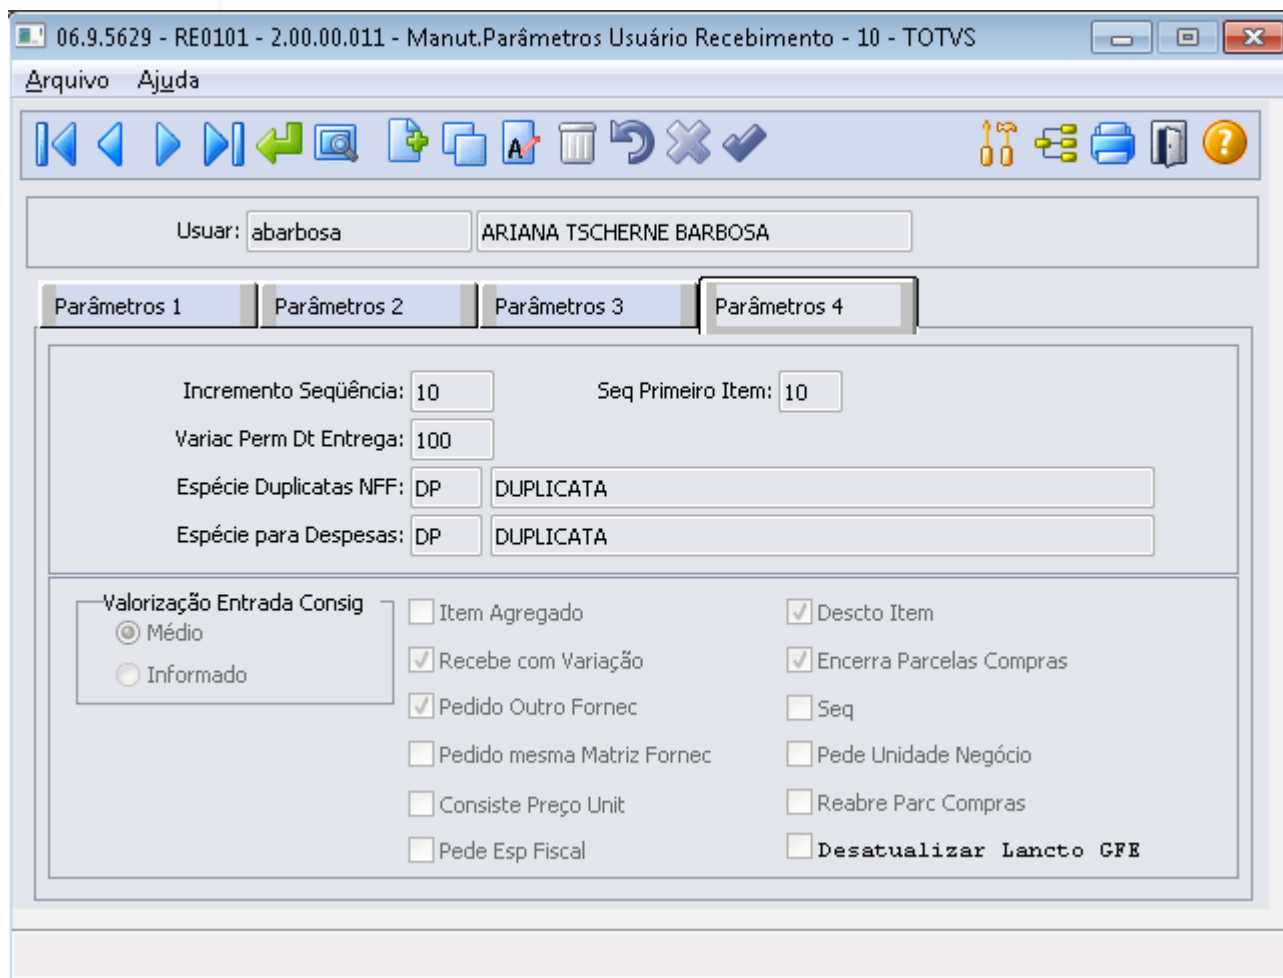 06.9.5629 - RE0101 - 2.00.00.011 - Manut.Parâmetros Usuário Recebimento - 10 - TOTVS
Arquivo Ajuda
Usuar: abarbosa ARIANA TSCHERNE BARBOSA
Parâmetros 1 Parâmetros 2 Parâmetros 3 Parâmetros 4
Incremento Seqüência: 10 Seq Primeiro Item: 10
Variac Perm Dt Entrega: 100
Espécie Duplicatas NFF: DP DUPLICATA
Espécie para Despesas: DP DUPLICATA
Valorização Entrada Consig
Médio
Informado
Item Agregado
Recebe com Variação
Pedido Outro Fornec
Pedido mesma Matriz Fornec
Consiste Preço Unit
Pede Esp Fiscal
Descto Item
Encerra Parcelas Compras
Seq
Pede Unidade Negócio
Reabre Parc Compras
Desatualizar Lancto GFE